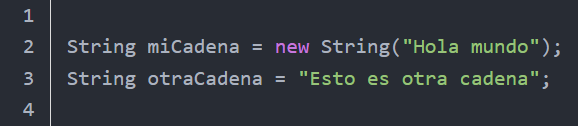 1
2 String miCadena = new String("Hola mundo");
3 String otraCadena = "Esto es otra cadena";
4